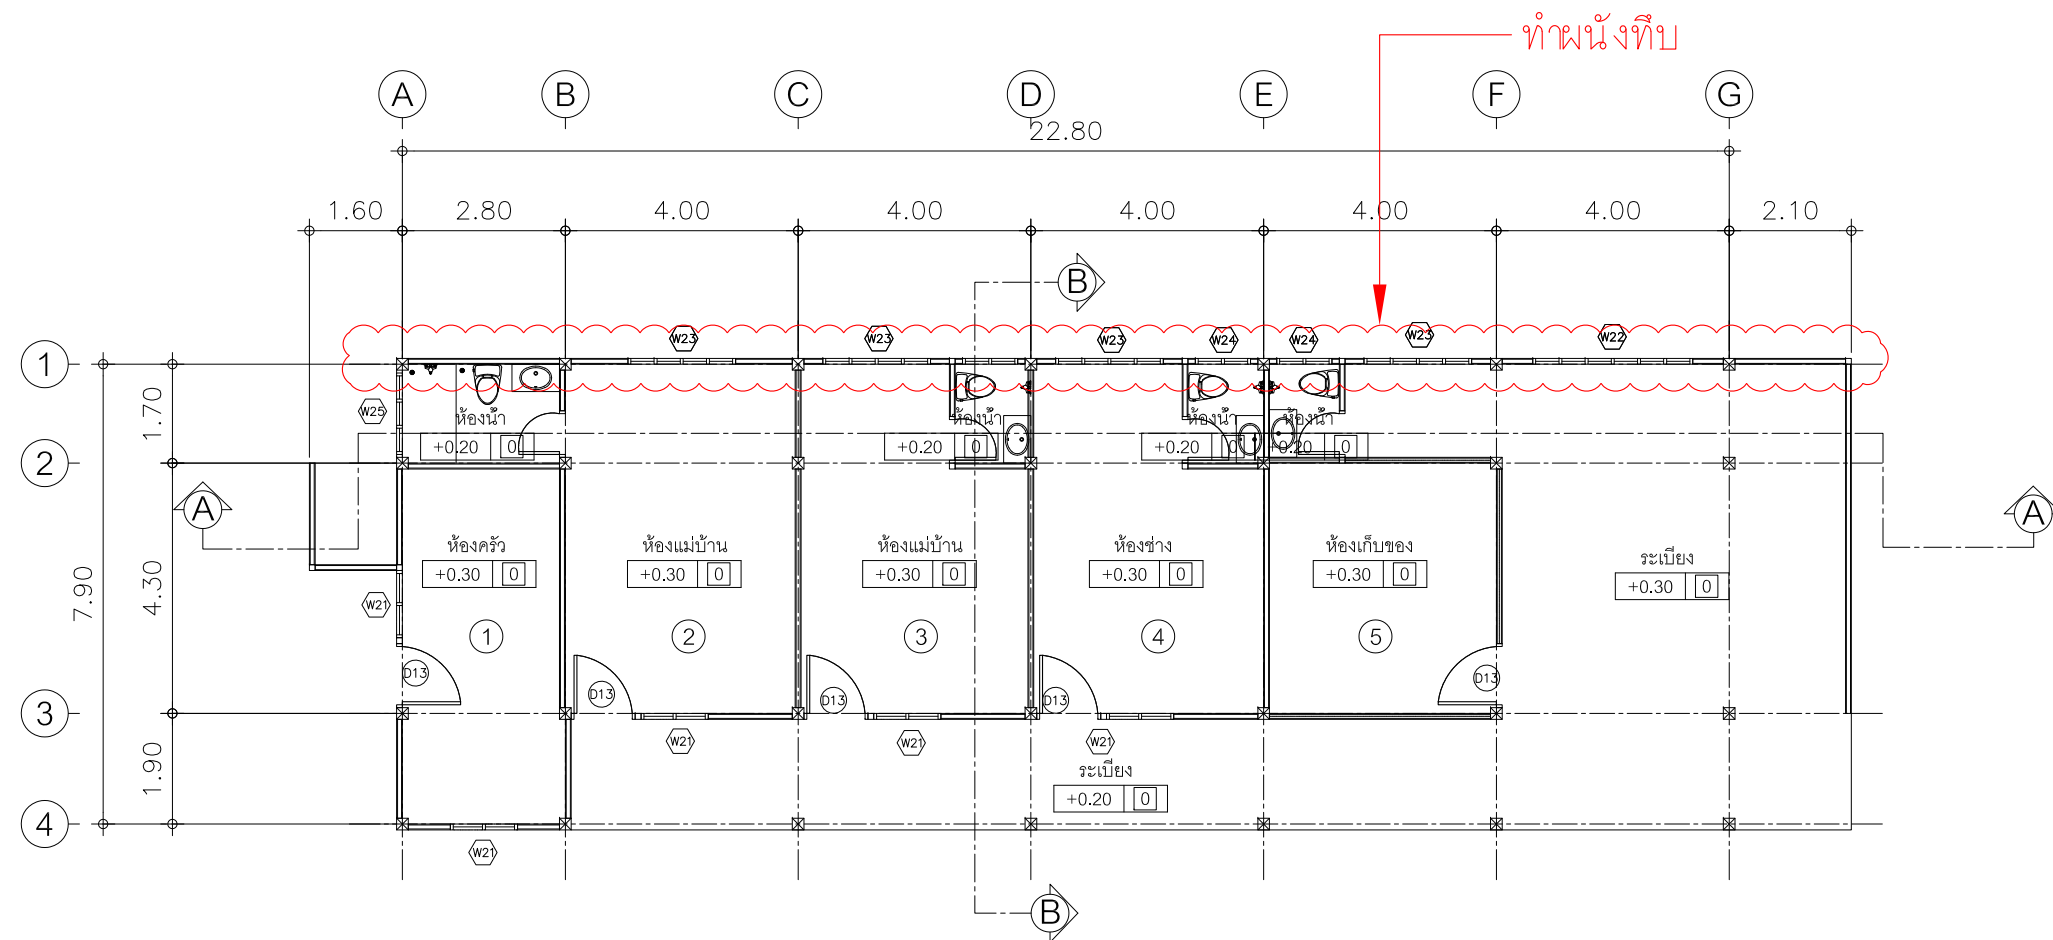 ทำผนังทึบ
A B C D E F G
22.80
1.60 2.80 4.00 4.00 4.00 4.00 4.00 2.10
B
W23 W23 W23 W24 W24 W23 W22
1
1.70
W25
ห้องน้ำ ห้องน้ำ ห้องน้ำ ห้องน้ำ
+0.20 0 +0.20 0 +0.20 0 +0.20 0
2
A A
ห้องครัว ห้องแม่บ้าน ห้องแม่บ้าน ห้องช่าง ห้องเก็บของ ระเบียง
+0.30 0 +0.30 0 +0.30 0 +0.30 0 +0.30 0 +0.30 0
7.90 4.30
W21
1 2 3 4 5
D13 D13 D13 D13 D13
3
W21 W21 W21
1.90
ระเบียง
+0.20 0
4
W21
B